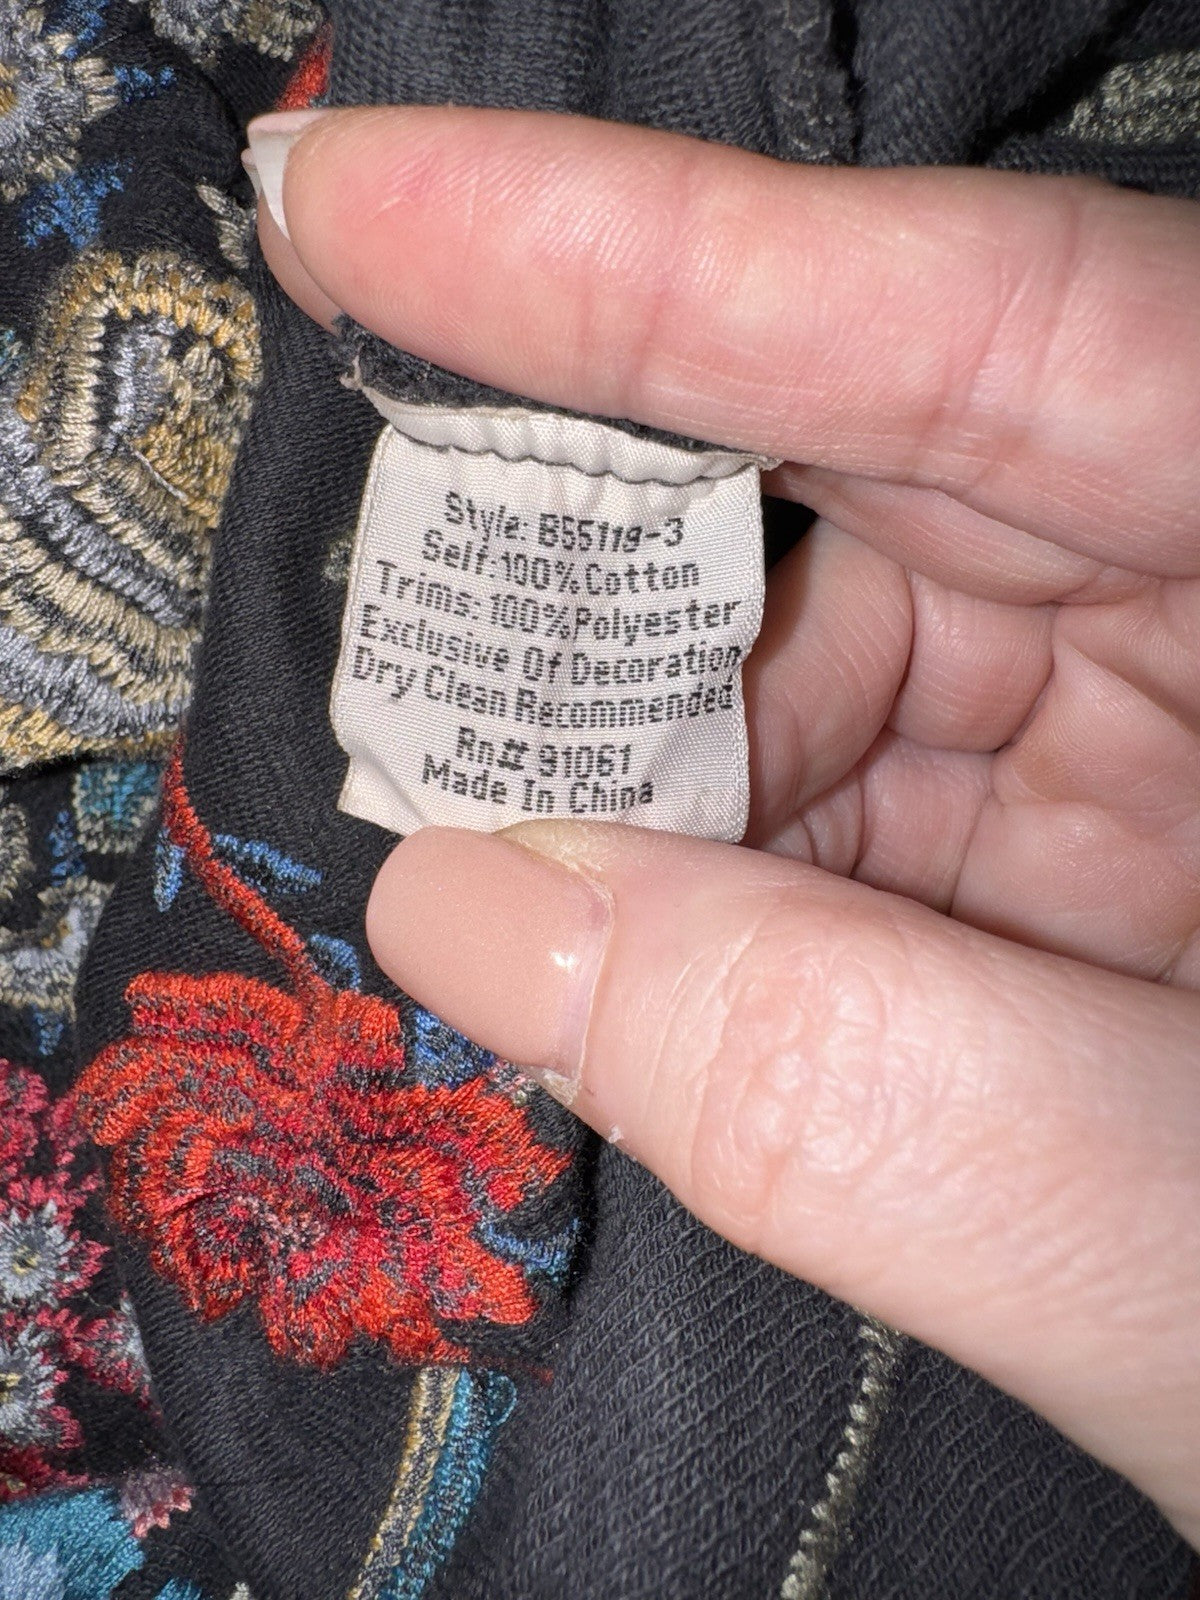 Style: B55118-3
Self:100%Cotton
Trims:100%Polyester
Exclusive Of Decoration
Dry Clean Recommended
Rn# 91061
Made In China